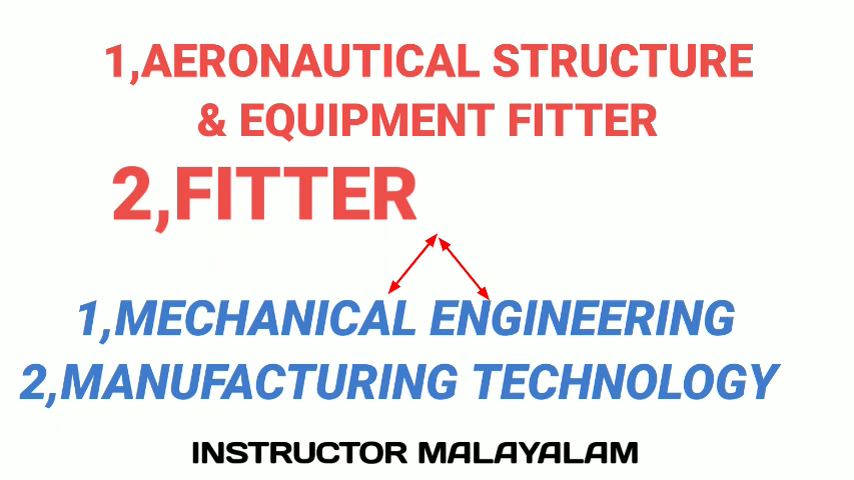 1,AERONAUTICAL STRUCTURE
& EQUIPMENT FITTER
2,FITTER
1,MECHANICAL ENGINEERING
2,MANUFACTURING TECHNOLOGY
INSTRUCTOR MALAYALAM